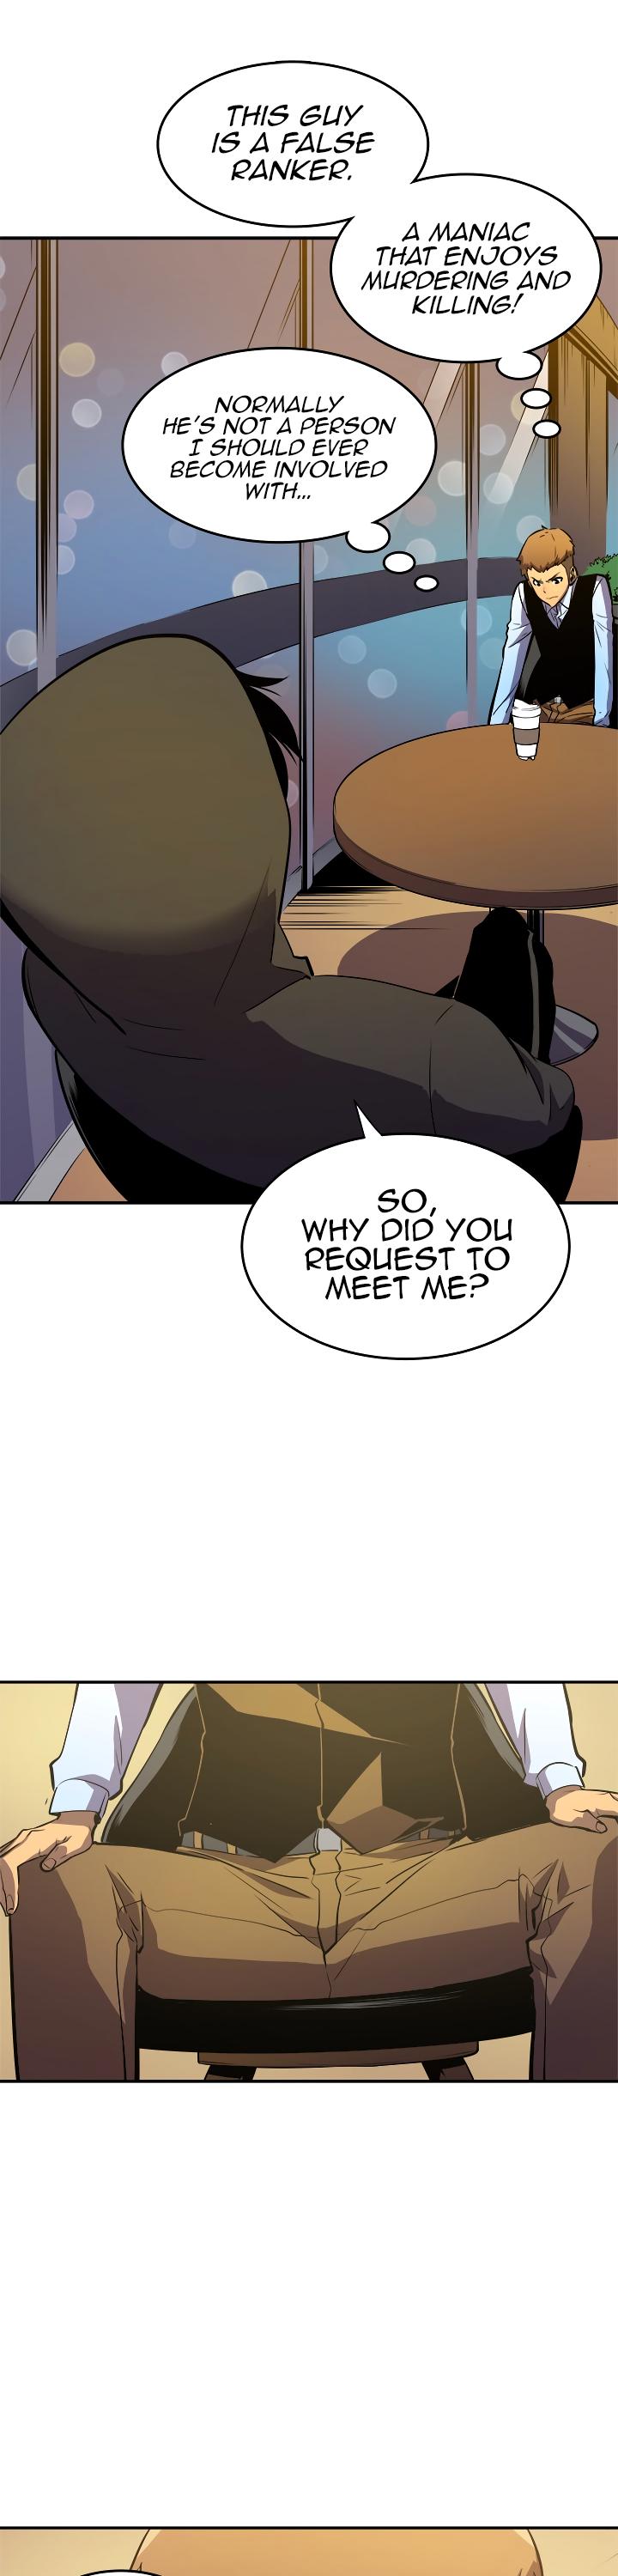 THIS GUY
IS A FALSE
RANKER.
A MANIAC
THAT ENJOYS
MURDERING AND
KILLING!
NORMALLY
HE'S NOT A PERSON
I SHOULD EVER
BECOME INVOLVED
WITH...
SO,
WHY DID YOU
REQUEST TO
MEET ME?